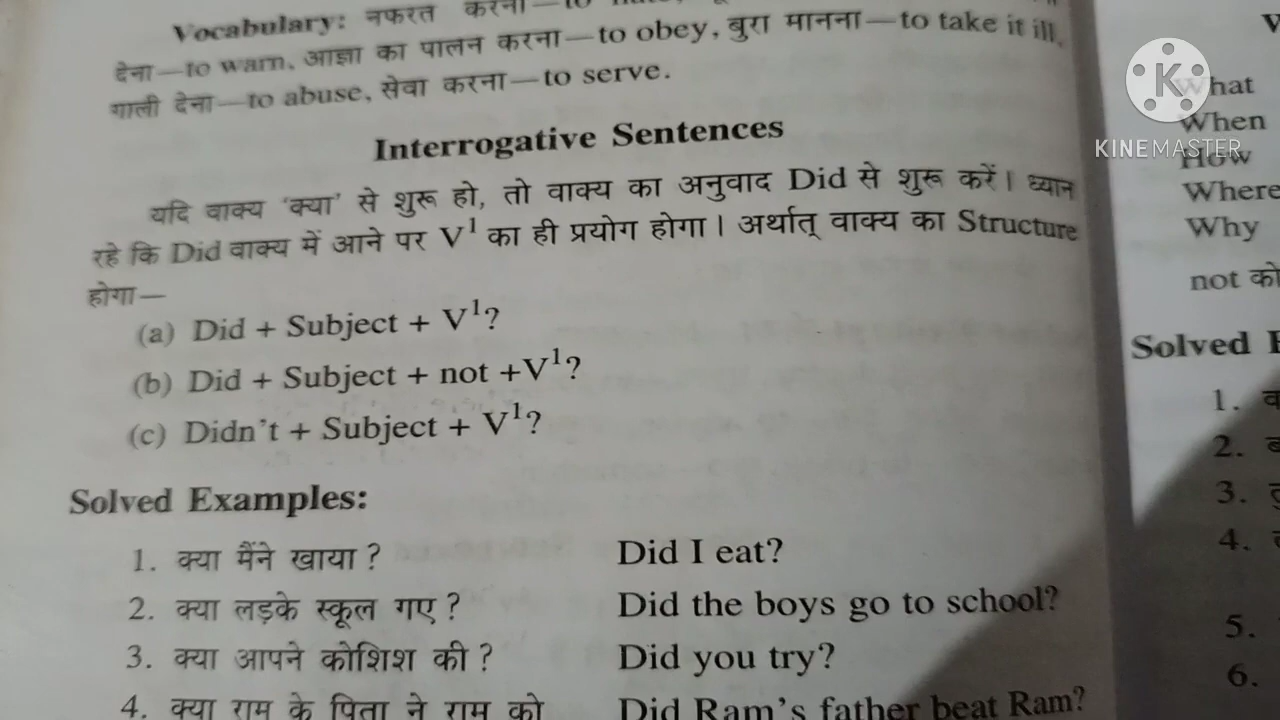 Vocabulary: नफरत करना—to
देना—to warn, आज्ञा का पालन करना—to obey, बुरा मानना—to take it ill,
गाली देना—to abuse, सेवा करना—to serve.
Interrogative Sentences
यदि वाक्य 'क्या' से शुरू हो, तो वाक्य का अनुवाद Did से शुरू करें। ध्यान
रहे कि Did वाक्य में आने पर V¹ का ही प्रयोग होगा। अर्थात् वाक्य का Structure
होगा—
(a) Did + Subject + V¹?
(b) Did + Subject + not +V¹?
(c) Didn't + Subject + V¹?
Solved Examples:
1. क्या मैंने खाया? Did I eat?
2. क्या लड़के स्कूल गए? Did the boys go to school?
3. क्या आपने कोशिश की? Did you try?
4. क्या राम के पिता ने राम को Did Ram's father beat Ram?
What
When
How
Where
Why
not को
Solved
1.
2.
3.
4.
5.
6.
K
KINEMASTER